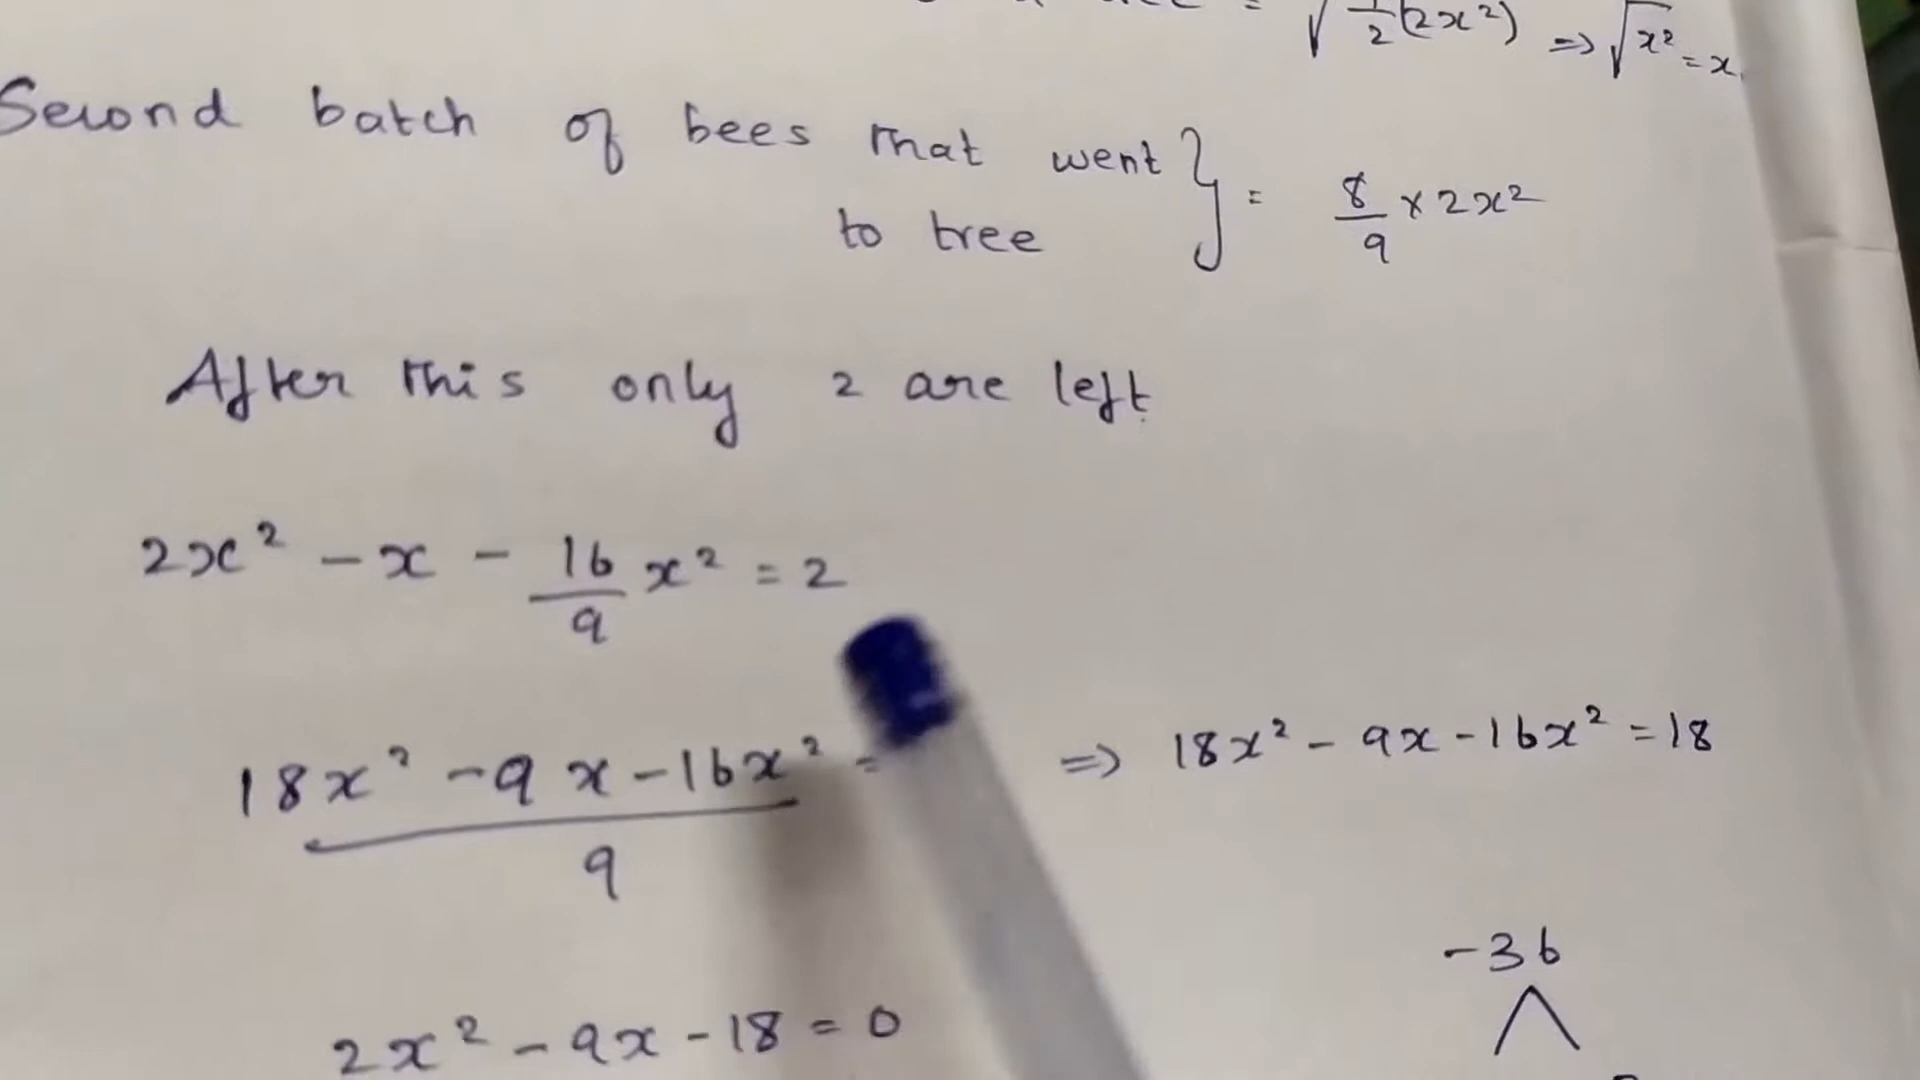 = √1/2(2x²) ⇒ √x² = x.
Second batch of bees that went
to tree } = 8/9 × 2x²
After this only 2 are left
2x² - x - 16/9 x² = 2
18x² - 9x - 16x² / 9 = ⇒ 18x² - 9x - 16x² = 18
-36
2x² - 9x - 18 = 0